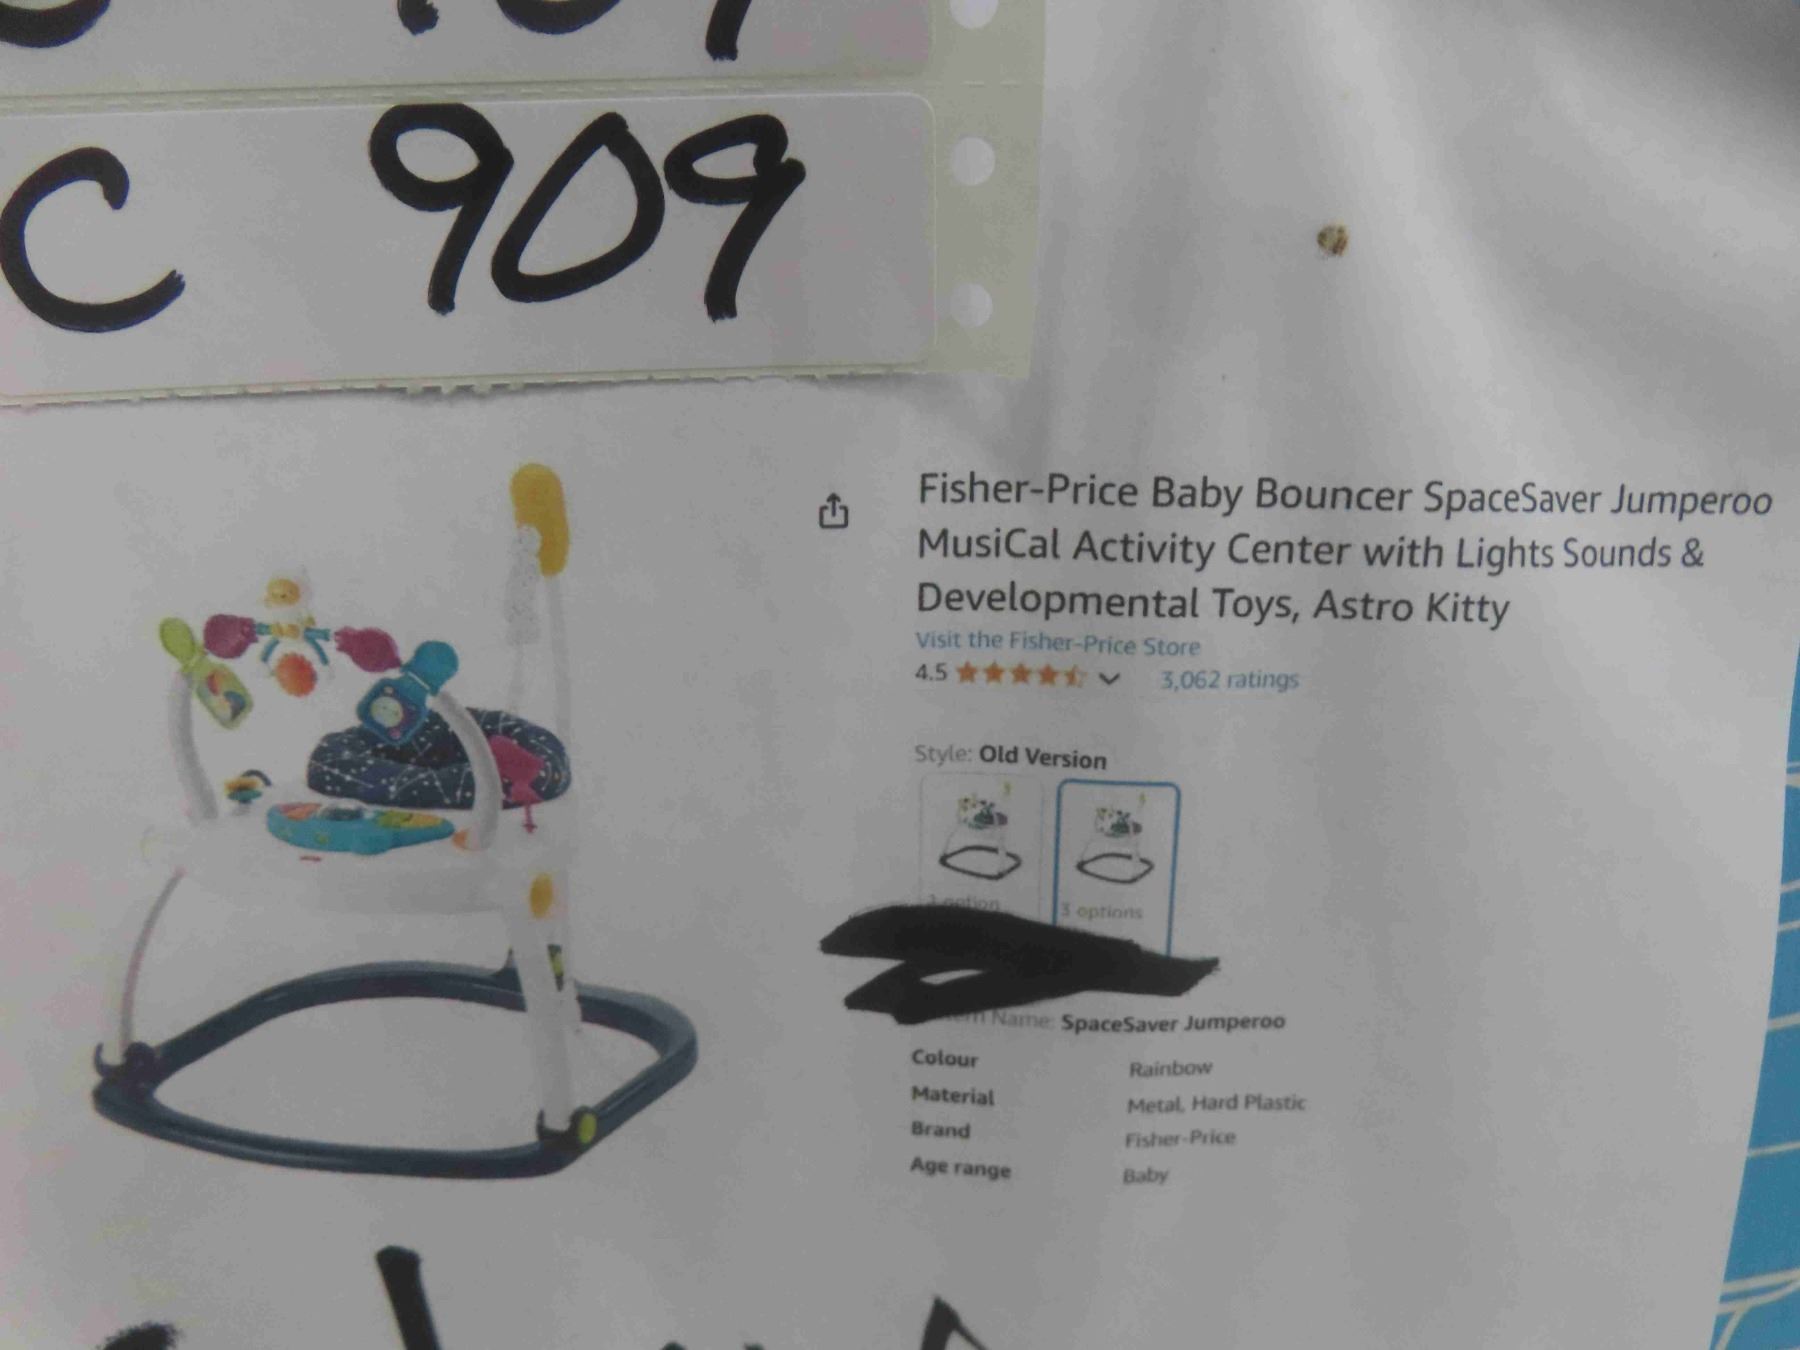 C 909
Fisher-Price Baby Bouncer SpaceSaver Jumperoo
MusiCal Activity Center with Lights Sounds &
Developmental Toys, Astro Kitty
Visit the Fisher-Price Store
4.5 3,062 ratings
Style: Old Version
1 option 3 options
Name: SpaceSaver Jumperoo
Colour Rainbow
Material Metal, Hard Plastic
Brand Fisher-Price
Age range Baby